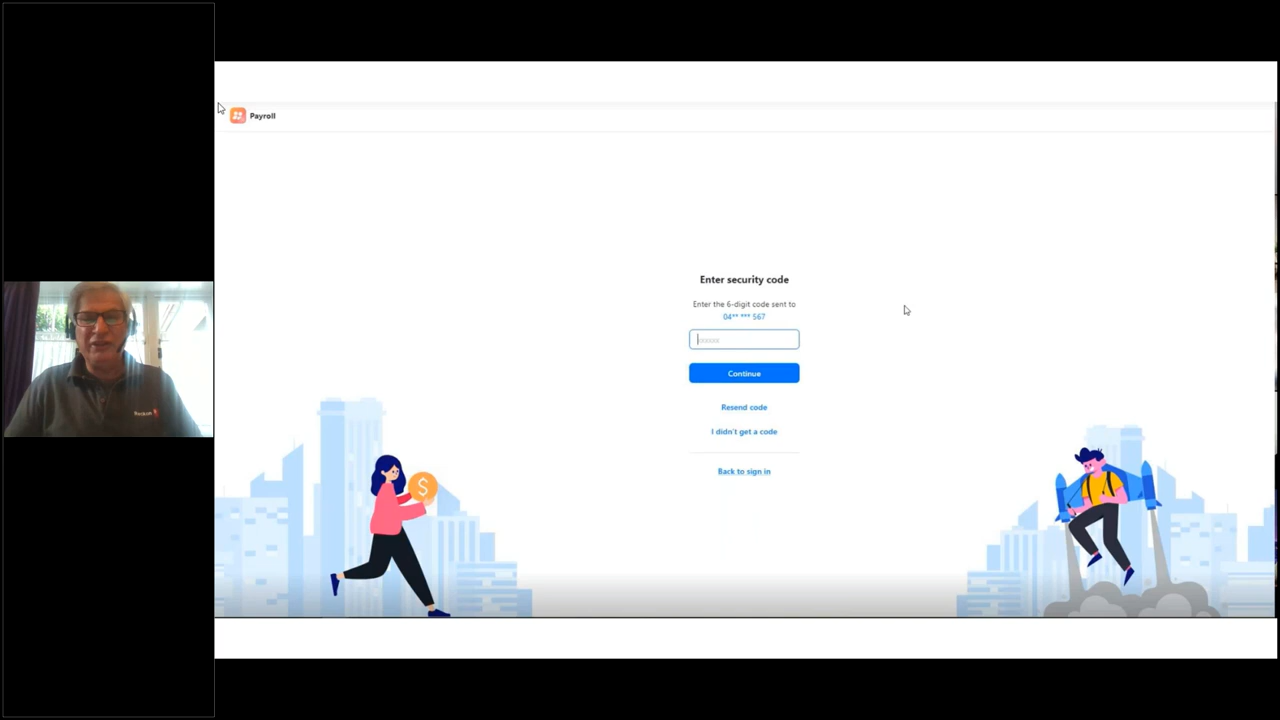 Payroll
Enter security code
Enter the 6-digit code sent to
04** *** 567
Continue
Resend code
I didn't get a code
Back to sign in
$
Reckon